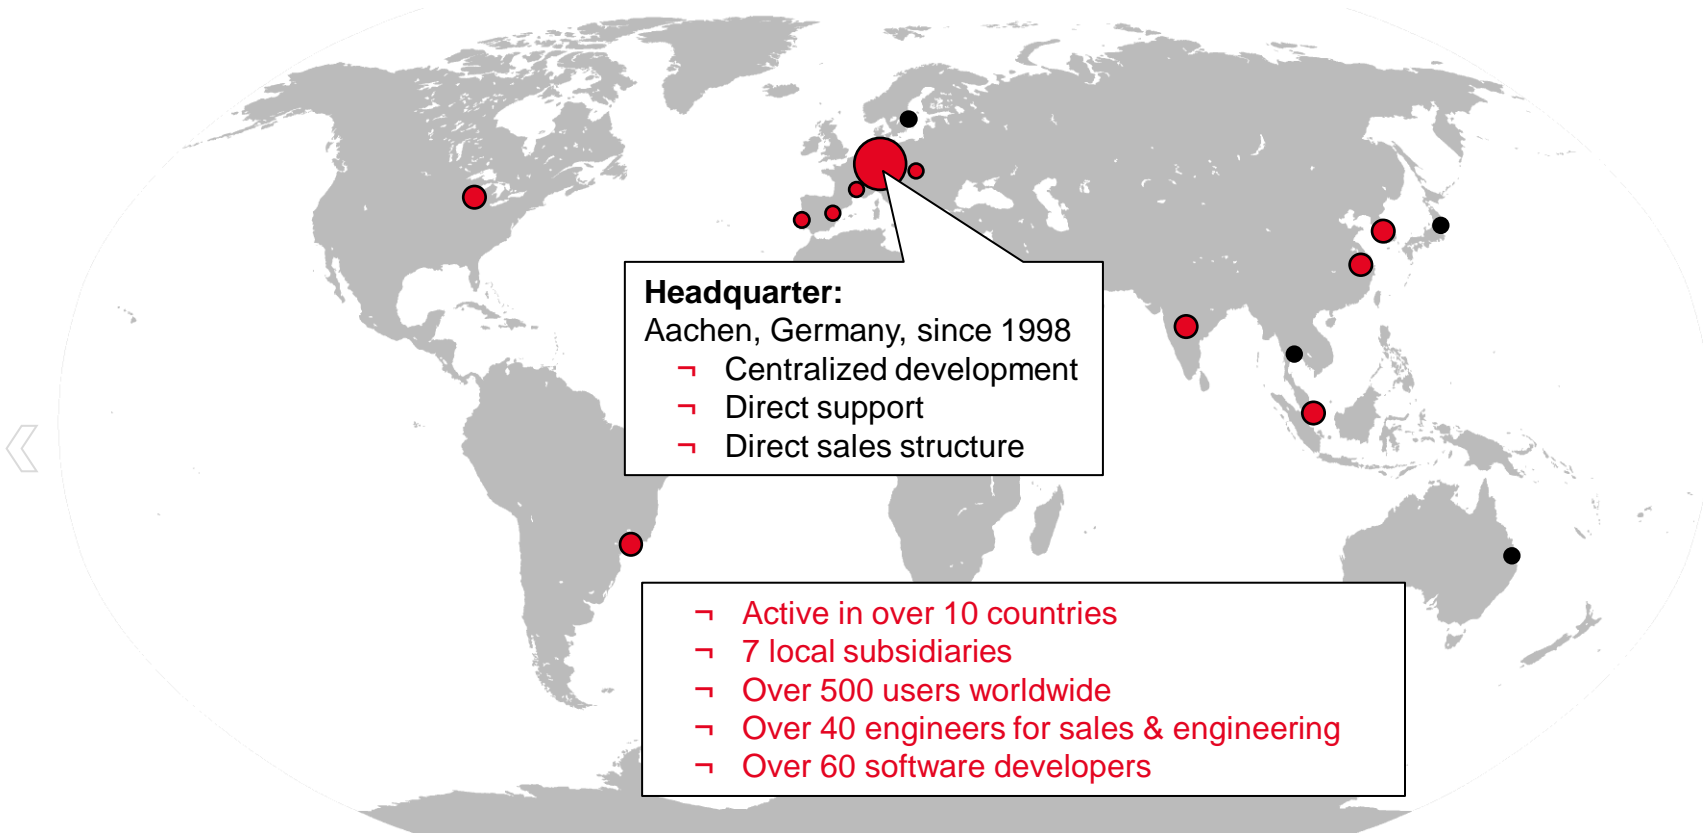 Headquarter:
Aachen, Germany, since 1998
¬ Centralized development
¬ Direct support
¬ Direct sales structure
¬ Active in over 10 countries
¬ 7 local subsidiaries
¬ Over 500 users worldwide
¬ Over 40 engineers for sales & engineering
¬ Over 60 software developers